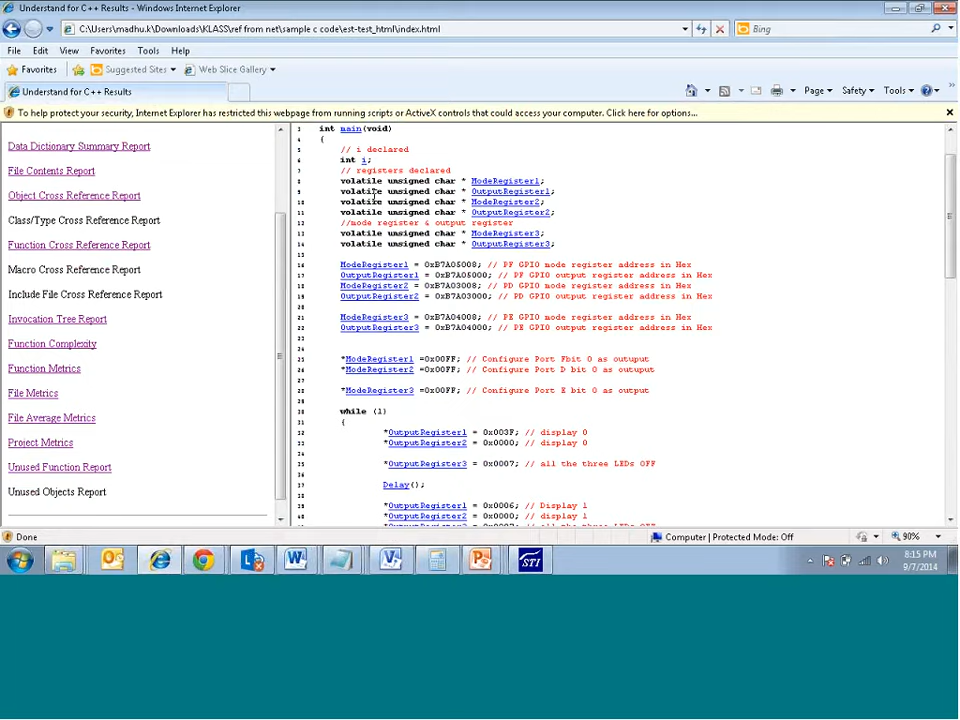 Understand for C++ Results - Windows Internet Explorer
C:\Users\madhu.k\Downloads\KLASS\ref from net\sample c code\est-test_html\index.html
Bing
File Edit View Favorites Tools Help
Favorites Suggested Sites Web Slice Gallery
Understand for C++ Results
Page Safety Tools
To help protect your security, Internet Explorer has restricted this webpage from running scripts or ActiveX controls that could access your computer. Click here for options...
Data Dictionary Summary Report
File Contents Report
Object Cross Reference Report
Class/Type Cross Reference Report
Function Cross Reference Report
Macro Cross Reference Report
Include File Cross Reference Report
Invocation Tree Report
Function Complexity
Function Metrics
File Metrics
File Average Metrics
Project Metrics
Unused Function Report
Unused Objects Report
int main(void)
{
// i declared
int i;
// registers declared
volatile unsigned char * ModeRegister1;
volatile unsigned char * OutputRegister1;
volatile unsigned char * ModeRegister2;
volatile unsigned char * OutputRegister2;
//mode register & output register
volatile unsigned char * ModeRegister3;
volatile unsigned char * OutputRegister3;
ModeRegister1 = 0xB7A05008; // PF GPIO mode register address in Hex
OutputRegister1 = 0xB7A05000; // PF GPIO output register address in Hex
ModeRegister2 = 0xB7A03008; // PD GPIO mode register address in Hex
OutputRegister2 = 0xB7A03000; // PD GPIO output register address in Hex
ModeRegister3 = 0xB7A04008; // PE GPIO mode register address in Hex
OutputRegister3 = 0xB7A04000; // PE GPIO output register address in Hex
*ModeRegister1 =0x00FF; // Configure Port Fbit 0 as outuput
*ModeRegister2 =0x00FF; // Configure Port D bit 0 as outuput
*ModeRegister3 =0x00FF; // Configure Port E bit 0 as output
while (1)
{
*OutputRegister1 = 0x003F; // display 0
*OutputRegister2 = 0x0000; // display 0
*OutputRegister3 = 0x0007; // all the three LEDs OFF
Delay();
*OutputRegister1 = 0x0006; // Display 1
*OutputRegister2 = 0x0000; // display 1
Done
Computer | Protected Mode: Off
90%
STI
8:15 PM
9/7/2014